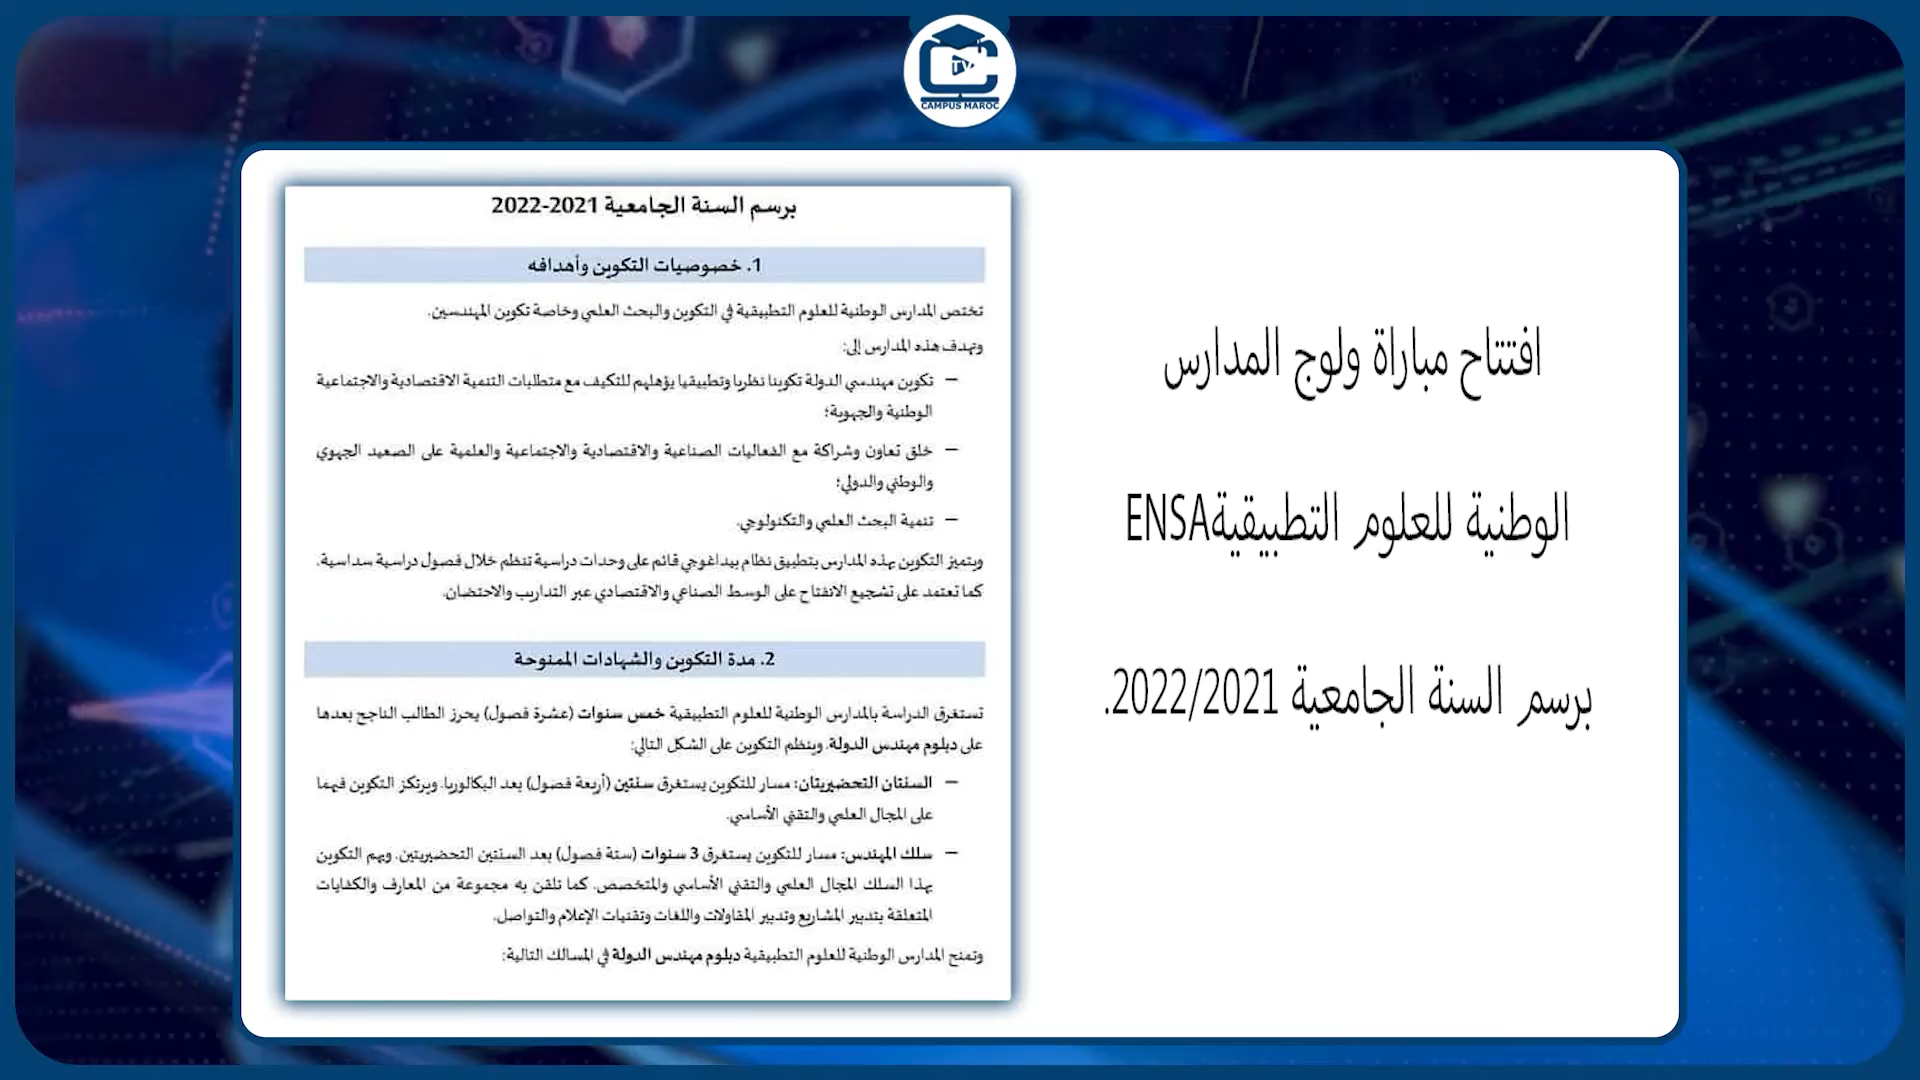 TV
CAMPUS MAROC
افتتاح مباراة ولوج المدارس
الوطنية للعلوم التطبيقيةENSA
برسم السنة الجامعية 2022/2021.
برسم السنة الجامعية 2021-2022
1. خصوصيات التكوين وأهدافه
تختص المدارس الوطنية للعلوم التطبيقية في التكوين والبحث العلمي وخاصة تكوين المهندسين.
وتهدف هذه المدارس إلى:
– تكوين مهندسي الدولة تكوينا نظريا وتطبيقيا يؤهلهم للتكيف مع متطلبات التنمية الاقتصادية والاجتماعية
الوطنية والجهوية؛
– خلق تعاون وشراكة مع الفعاليات الصناعية والاقتصادية والاجتماعية والعلمية على الصعيد الجهوي
والوطني والدولي؛
– تنمية البحث العلمي والتكنولوجي.
ويتميز التكوين بهذه المدارس بتطبيق نظام بيداغوجي قائم على وحدات دراسية تنظم خلال فصول دراسية سداسية.
كما تعتمد على تشجيع الانفتاح على الوسط الصناعي والاقتصادي عبر التداريب والاحتضان.
2. مدة التكوين والشهادات الممنوحة
تستغرق الدراسة بالمدارس الوطنية للعلوم التطبيقية خمس سنوات (عشرة فصول) يحرز الطالب الناجح بعدها
على دبلوم مهندس الدولة. وينظم التكوين على الشكل التالي:
– السنتان التحضيريتان: مسار للتكوين يستغرق سنتين (أربعة فصول) بعد البكالوريا. ويرتكز التكوين فيهما
على المجال العلمي والتقني الأساسي.
– سلك المهندس: مسار للتكوين يستغرق 3 سنوات (ستة فصول) بعد السنتين التحضيريتين. ويهم التكوين
بهذا السلك المجال العلمي والتقني الأساسي والمتخصص. كما تلقن به مجموعة من المعارف والكفايات
المتعلقة بتدبير المشاريع وتدبير المقاولات واللغات وتقنيات الإعلام والتواصل.
وتمنح المدارس الوطنية للعلوم التطبيقية دبلوم مهندس الدولة في المسالك التالية: